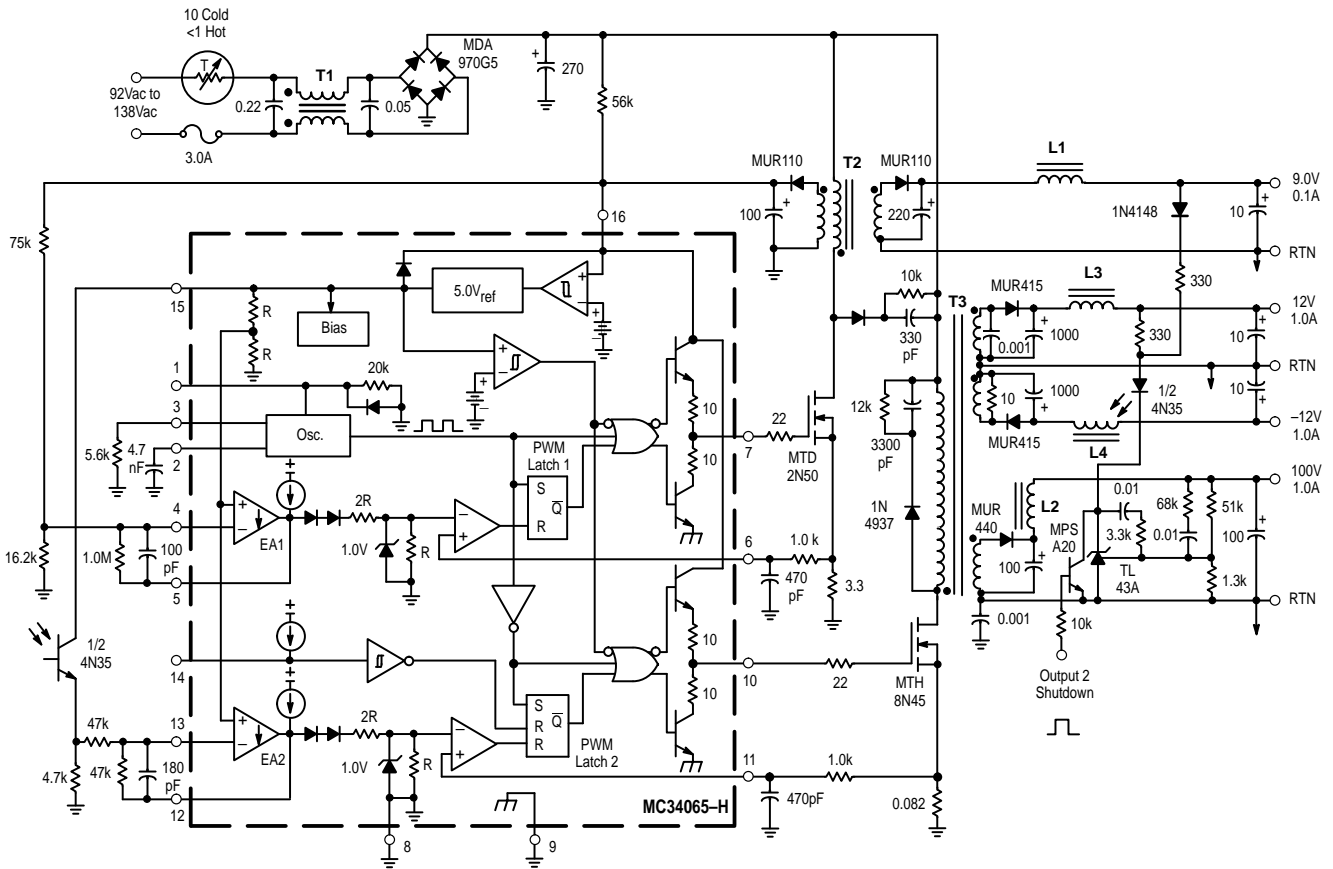 10 Cold
<1 Hot
T
92Vac to
138Vac
0.22
T1
0.05
3.0A
MDA
970G5
+
270
56k
MUR110
T2
MUR110
100
+
220
+
L1
9.0V
0.1A
1N4148
10
+
RTN
330
16
75k
15
R
R
Bias
5.0Vref
+
–
+
–
+
–
+
–
10k
330
pF
T3
MUR415
L3
12V
1.0A
0.001
+
1000
330
10
+
RTN
10
+
1000
+
10
MUR415
L4
1/2
4N35
–12V
1.0A
1
20k
3
Osc.
5.6k
4.7
nF
2
10
10
7
22
MTD
2N50
12k
3300
pF
1N
4937
PWM
Latch 1
S
Q
R
4
+
+
–
EA1
2R
1.0V
R
–
+
16.2k
1.0M
100
pF
5
6
1.0 k
470
pF
3.3
100V
1.0A
L2
MUR
440
MPS
A20
0.01
68k
51k
3.3k
0.01
100
+
100
+
TL
43A
1.3k
RTN
0.001
10k
Output 2
Shutdown
1/2
4N35
14
+
10
10
10
22
MTH
8N45
S
Q
R
R
PWM
Latch 2
13
47k
47k
180
pF
4.7k
12
+
+
–
EA2
2R
1.0V
R
–
+
11
1.0k
470pF
0.082
MC34065–H
8
9